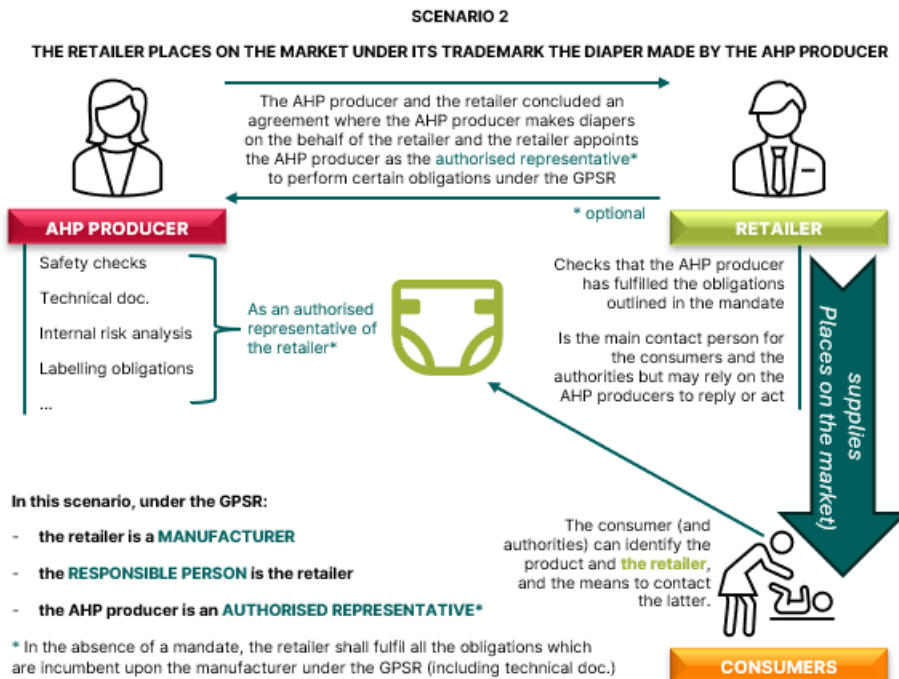 SCENARIO 2
THE RETAILER PLACES ON THE MARKET UNDER ITS TRADEMARK THE DIAPER MADE BY THE AHP PRODUCER
The AHP producer and the retailer concluded an
agreement where the AHP producer makes diapers
on the behalf of the retailer and the retailer appoints
the AHP producer as the authorised representative*
to perform certain obligations under the GPSR
* optional
AHP PRODUCER
RETAILER
Safety checks
Technical doc.
Internal risk analysis
Labelling obligations
...
As an authorised
representative of
the retailer*
Checks that the AHP producer
has fulfilled the obligations
outlined in the mandate
Is the main contact person for
the consumers and the
authorities but may rely on the
AHP producers to reply or act
supplies
Places on the market)
In this scenario, under the GPSR:
- the retailer is a MANUFACTURER
- the RESPONSIBLE PERSON is the retailer
- the AHP producer is an AUTHORISED REPRESENTATIVE*
* In the absence of a mandate, the retailer shall fulfil all the obligations which
are incumbent upon the manufacturer under the GPSR (including technical doc.)
The consumer (and
authorities) can identify the
product and the retailer,
and the means to contact
the latter.
CONSUMERS